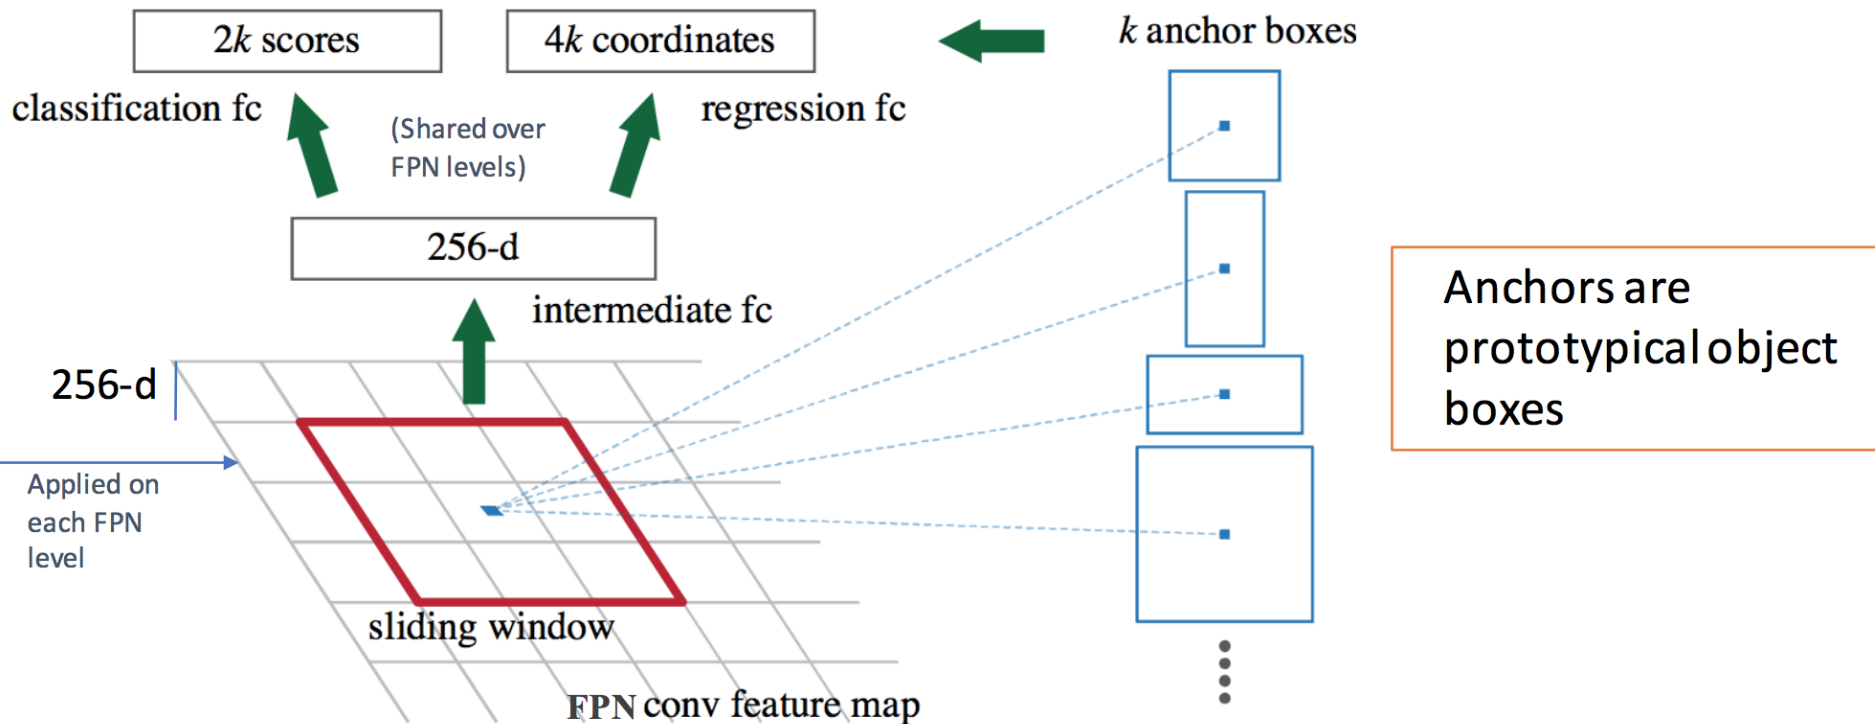 2k scores
4k coordinates
k anchor boxes
classification fc
(Shared over
FPN levels)
regression fc
256-d
intermediate fc
256-d
Applied on
each FPN
level
sliding window
FPN conv feature map
Anchors are
prototypical object
boxes